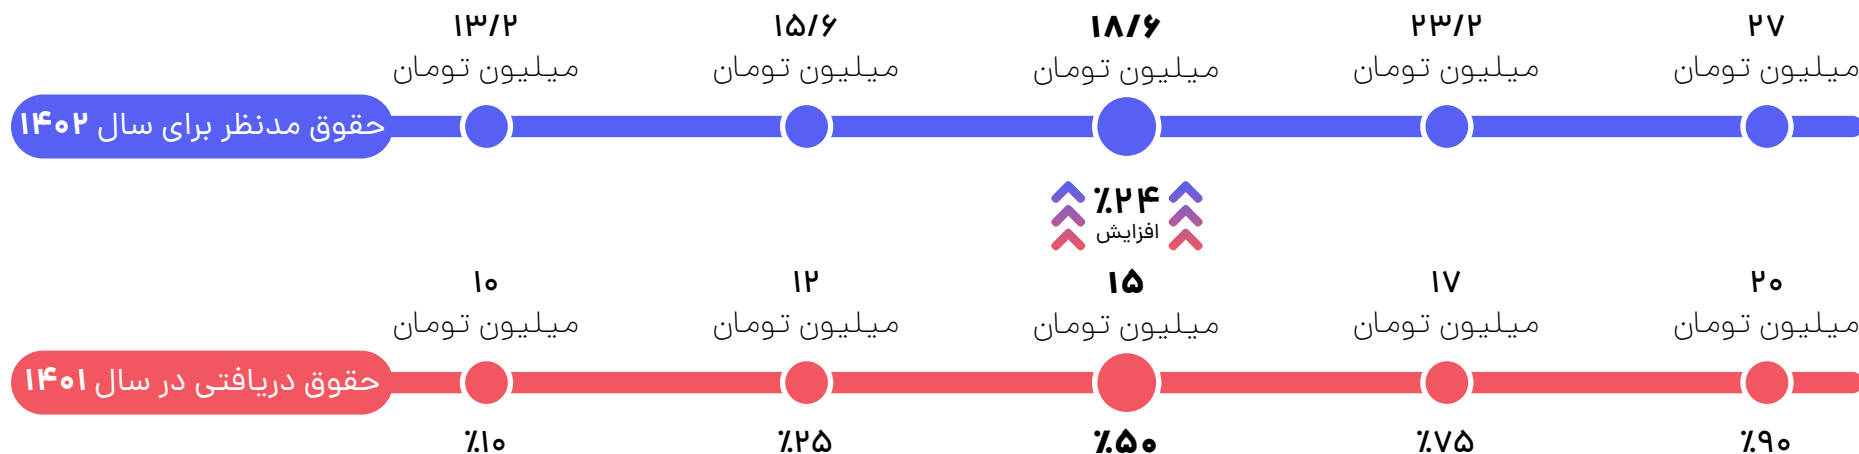 ۱۳/۲
میلیون تومان
۱۵/۶
میلیون تومان
۱۸/۶
میلیون تومان
۲۳/۲
میلیون تومان
۲۷
میلیون تومان
حقوق مدنظر برای سال ۱۴۰۲
٪۲۴
افزایش
۱۰
میلیون تومان
۱۲
میلیون تومان
۱۵
میلیون تومان
۱۷
میلیون تومان
۲۰
میلیون تومان
حقوق دریافتی در سال ۱۴۰۱
٪۱۰
٪۲۵
٪۵۰
٪۷۵
٪۹۰